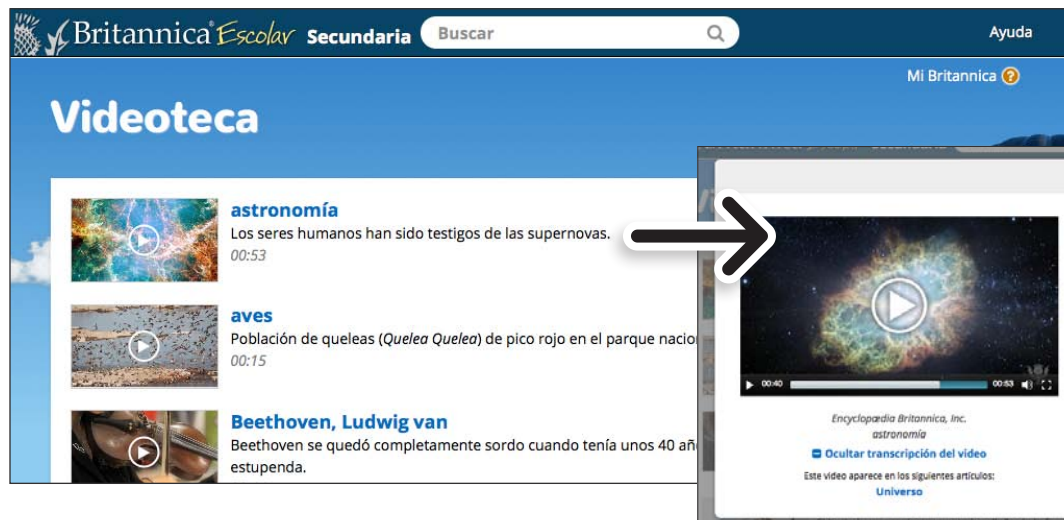 Britannica® Escolar Secundaria
Buscar
Ayuda
Mi Britannica ?
Videoteca
astronomía
Los seres humanos han sido testigos de las supernovas.
00:53
aves
Población de queleas (Quelea Quelea) de pico rojo en el parque nacio
00:15
Beethoven, Ludwig van
Beethoven se quedó completamente sordo cuando tenía unos 40 añ
estupenda.
00:40
00:53
Encyclopædia Britannica, Inc.
astronomía
Ocultar transcripción del video
Este video aparece en los siguientes artículos:
Universo